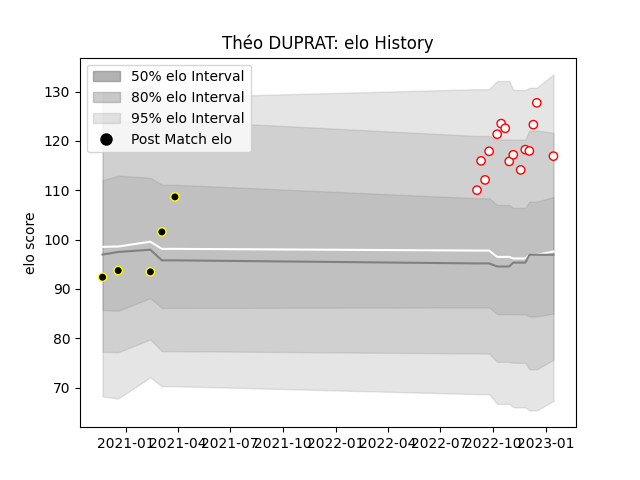 Théo DUPRAT: elo History
50% elo Interval
80% elo Interval
95% elo Interval
Post Match elo
elo score
130
120
110
100
90
80
70
2021-01 2021-04 2021-07 2021-10 2022-01 2022-04 2022-07 2022-10 2023-01